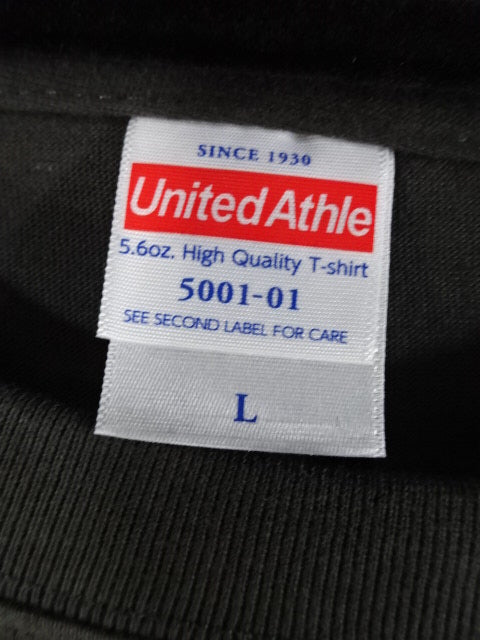 SINCE 1930
United Athle
5.6oz. High Quality T-shirt
5001-01
SEE SECOND LABEL FOR CARE
L